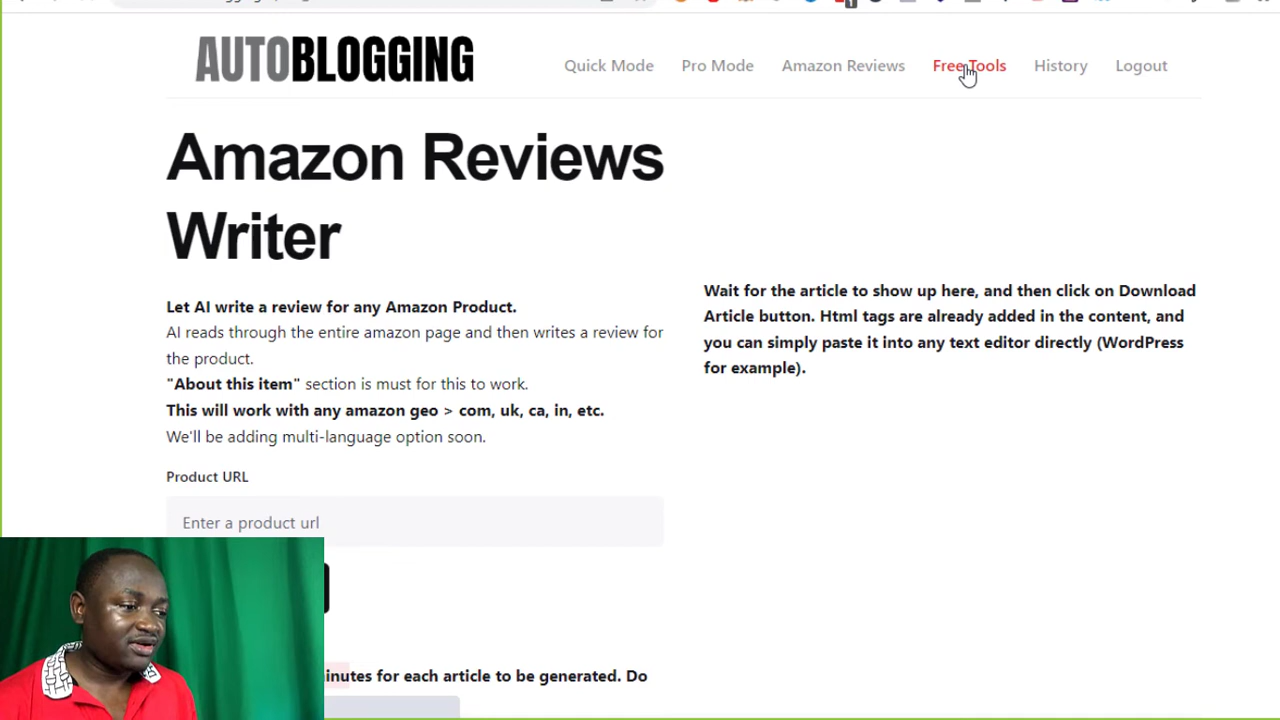 AUTOBLOGGING
Quick Mode
Pro Mode
Amazon Reviews
Free Tools
History
Logout
Amazon Reviews
Writer
Let AI write a review for any Amazon Product.
AI reads through the entire amazon page and then writes a review for
the product.
"About this item" section is must for this to work.
This will work with any amazon geo > com, uk, ca, in, etc.
We'll be adding multi-language option soon.
Product URL
Enter a product url
for each article to be generated. Do
Wait for the article to show up here, and then click on Download
Article button. Html tags are already added in the content, and
you can simply paste it into any text editor directly (WordPress
for example).